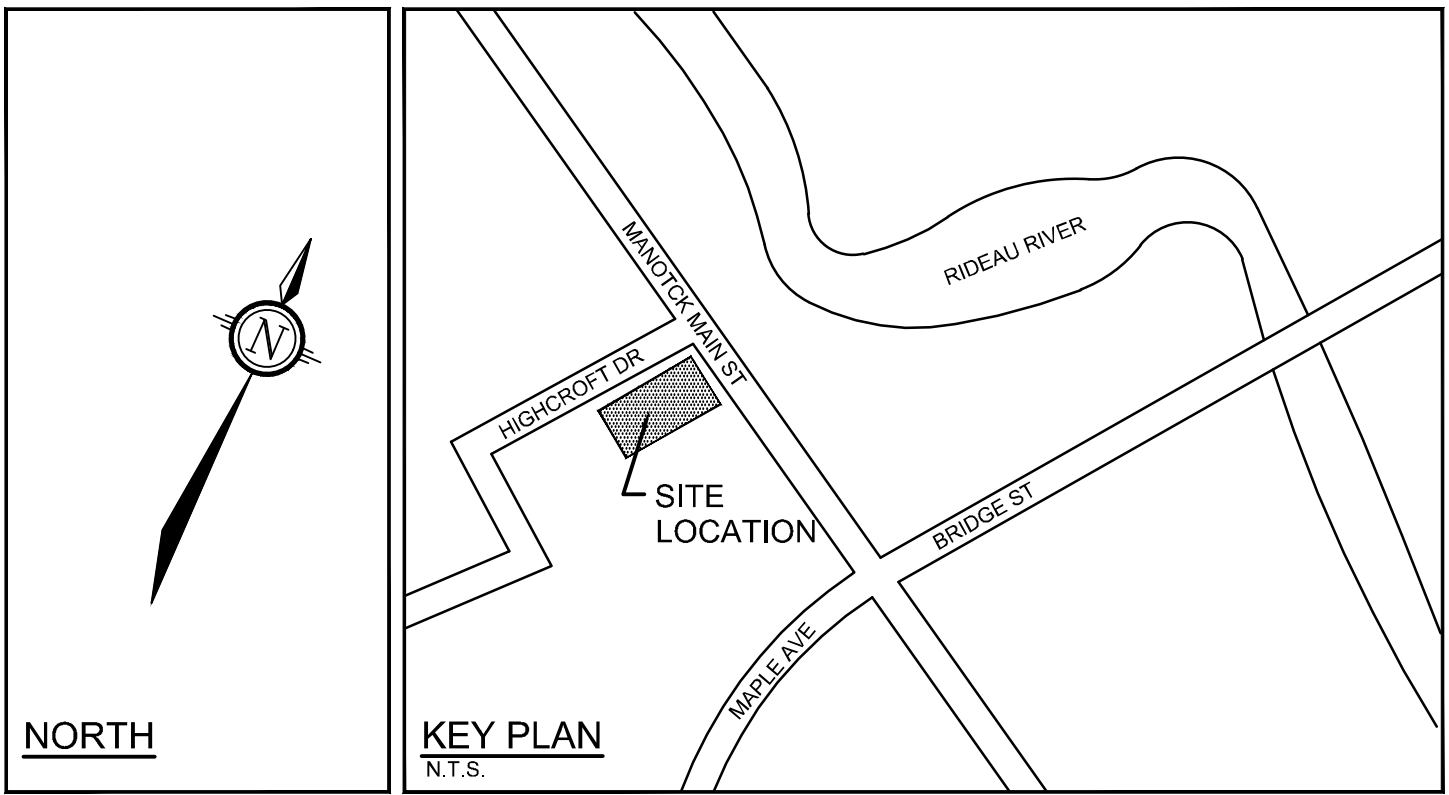 N
NORTH
RIDEAU RIVER
MANOTCK MAIN ST
HIGHCROFT DR
SITE
LOCATION
BRIDGE ST
MAPLE AVE
KEY PLAN
N.T.S.